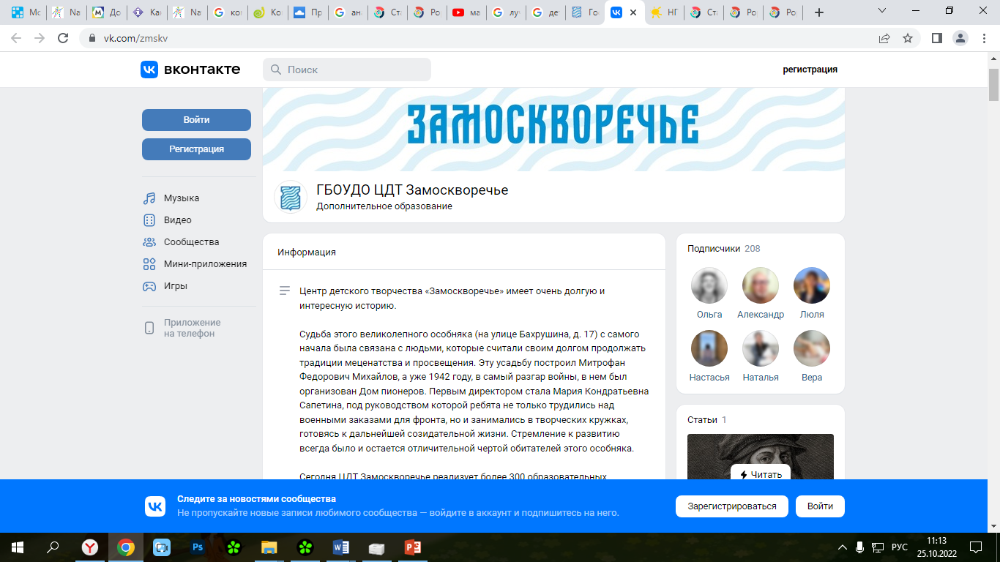 Мо
Na
До
Ка
Na
ко
Ко
Пр
ан
Ста
Ро
ма
лу
де
Го
НГ
Ста
Ро
Ро
vk.com/zmskv
вконтакте
Поиск
регистрация
Войти
Регистрация
Музыка
Видео
Сообщества
Мини-приложения
Игры
Приложение
на телефон
ЗАМОСКВОРЕЧЬЕ
ГБОУДО ЦДТ Замоскворечье
Дополнительное образование
Информация
Центр детского творчества «Замоскворечье» имеет очень долгую и
интересную историю.
Судьба этого великолепного особняка (на улице Бахрушина, д. 17) с самого
начала была связана с людьми, которые считали своим долгом продолжать
традиции меценатства и просвещения. Эту усадьбу построил Митрофан
Федорович Михайлов, а уже 1942 году, в самый разгар войны, в нем был
организован Дом пионеров. Первым директором стала Мария Кондратьевна
Сапетина, под руководством которой ребята не только трудились над
военными заказами для фронта, но и занимались в творческих кружках,
готовясь к дальнейшей созидательной жизни. Стремление к развитию
всегда было и остается отличительной чертой обитателей этого особняка.
Сегодня ЦДТ Замоскворечье реализует более 300 образовательных
Подписчики 208
Ольга Александр Люля
Настасья Наталья Вера
Статьи 1
Читать
Следите за новостями сообщества
Не пропускайте новые записи любимого сообщества — войдите в аккаунт и подпишитесь на него.
Зарегистрироваться
Войти
РУС
11:13
25.10.2022